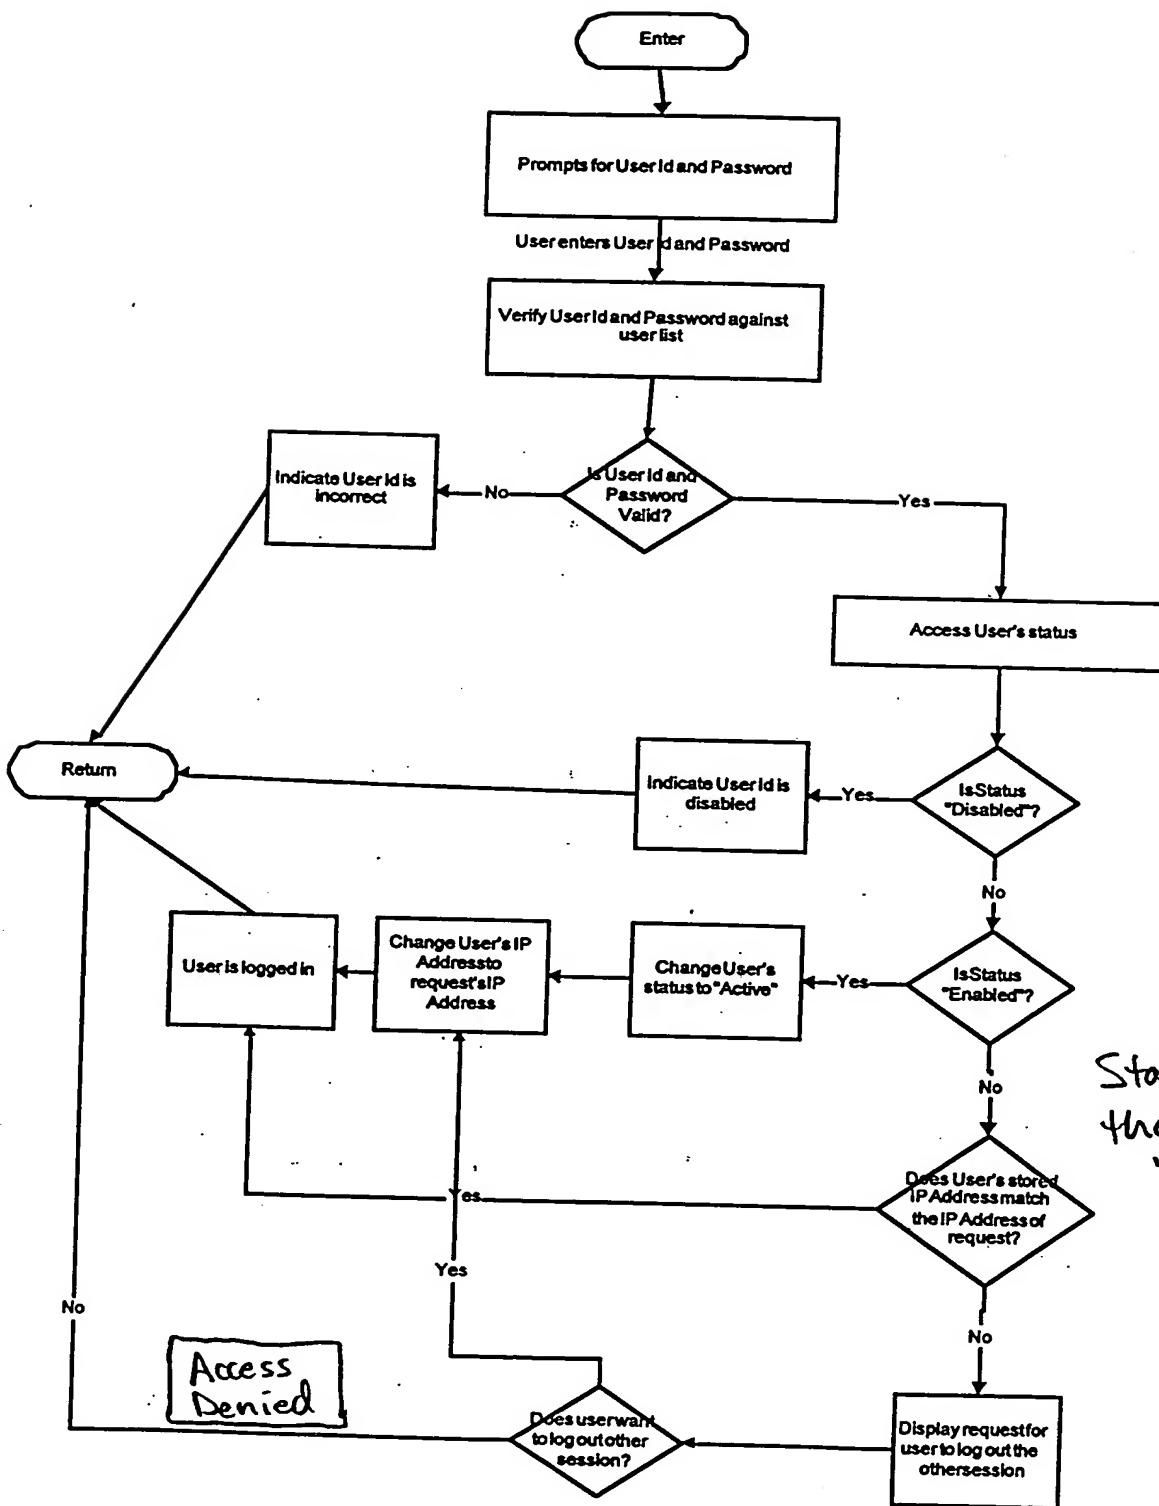 Enter
Prompts for User Id and Password
User enters User Id and Password
Verify User Id and Password against
user list
Is User Id and
Password
Valid?
No
Yes
Indicate User Id is
incorrect
Access User's status
Return
Indicate User Id is
disabled
Yes
Is Status
"Disabled"?
No
User is logged in
Change User's IP
Address to
request's IP
Address
Change User's
status to "Active"
Yes
Is Status
"Enabled"?
No
Does User's stored
IP Address match
the IP Address of
request?
Yes
Yes
No
No
Access
Denied
Does user want
to log out other
session?
Display request for
user to log out the
other session